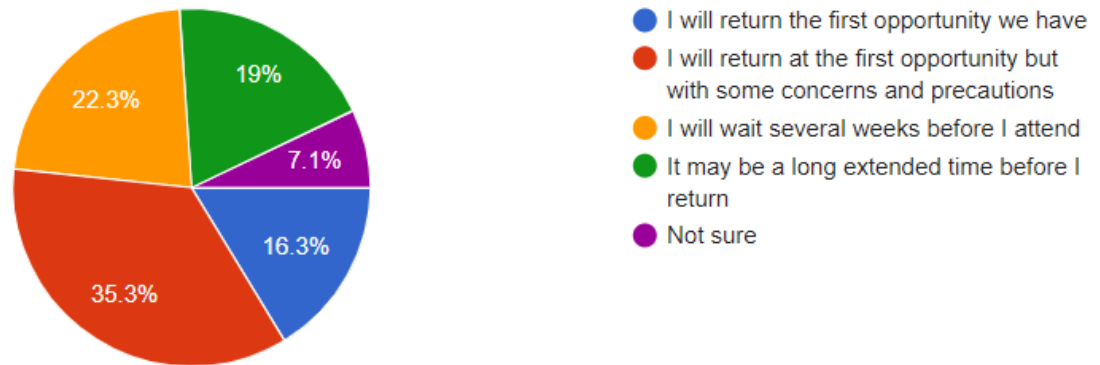 19%
22.3%
7.1%
16.3%
35.3%
I will return the first opportunity we have
I will return at the first opportunity but
with some concerns and precautions
I will wait several weeks before I attend
It may be a long extended time before I
return
Not sure